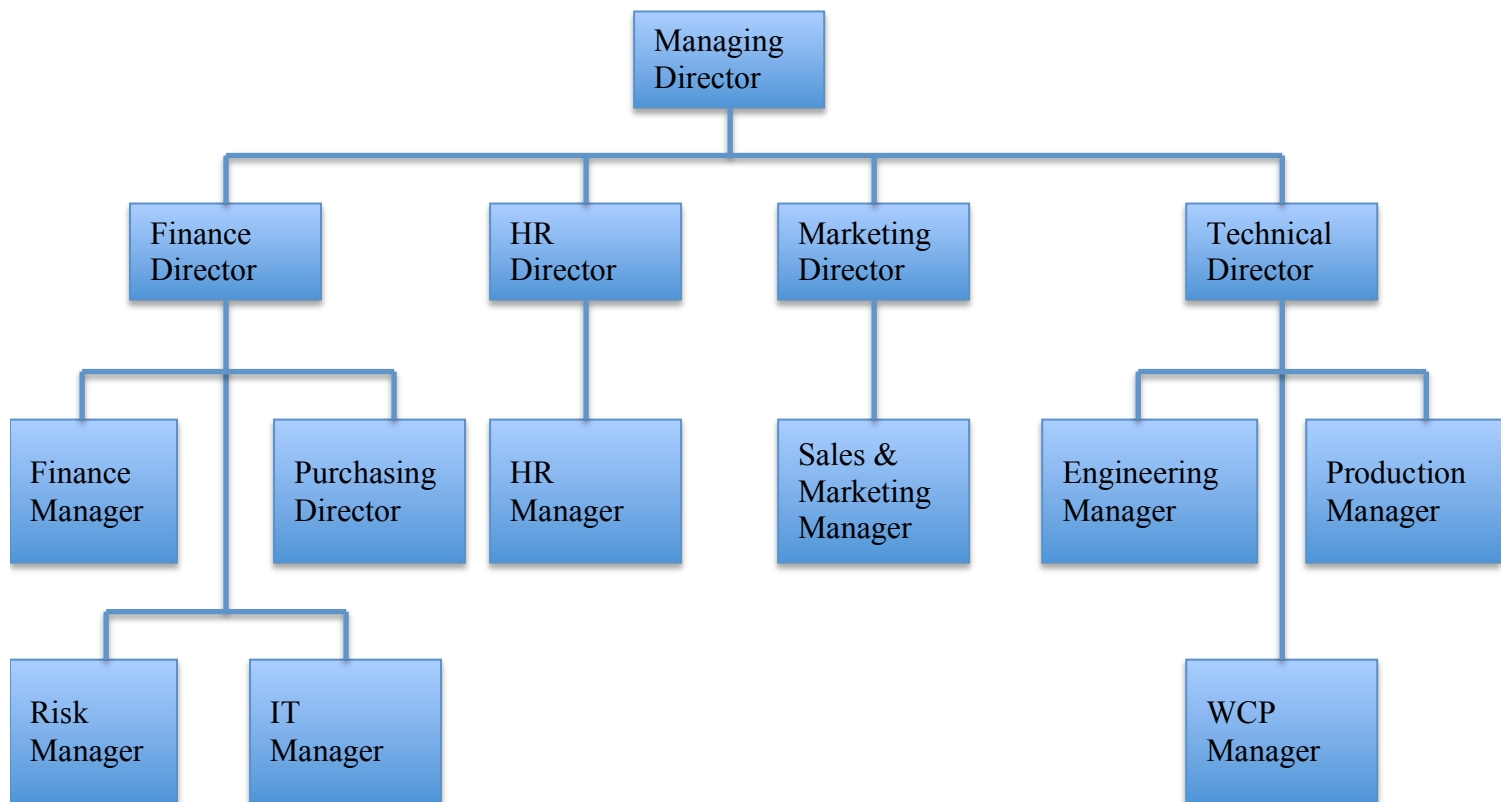 Managing
Director
Finance
Director
HR
Director
Marketing
Director
Technical
Director
Finance
Manager
Purchasing
Director
HR
Manager
Sales &
Marketing
Manager
Engineering
Manager
Production
Manager
Risk
Manager
IT
Manager
WCP
Manager